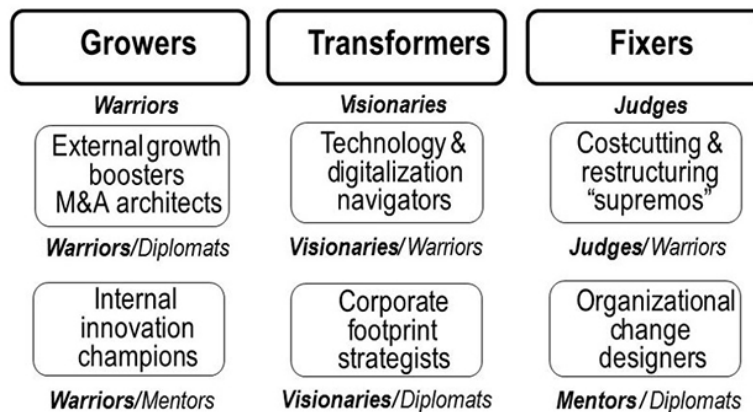 Growers
Warriors
External growth
boosters
M&A architects
Warriors/Diplomats
Internal
innovation
champions
Warriors/Mentors
Transformers
Visionaries
Technology &
digitalization
navigators
Visionaries/Warriors
Corporate
footprint
strategists
Visionaries/Diplomats
Fixers
Judges
Cost-cutting &
restructuring
“supremos”
Judges/Warriors
Organizational
change
designers
Mentors/Diplomats